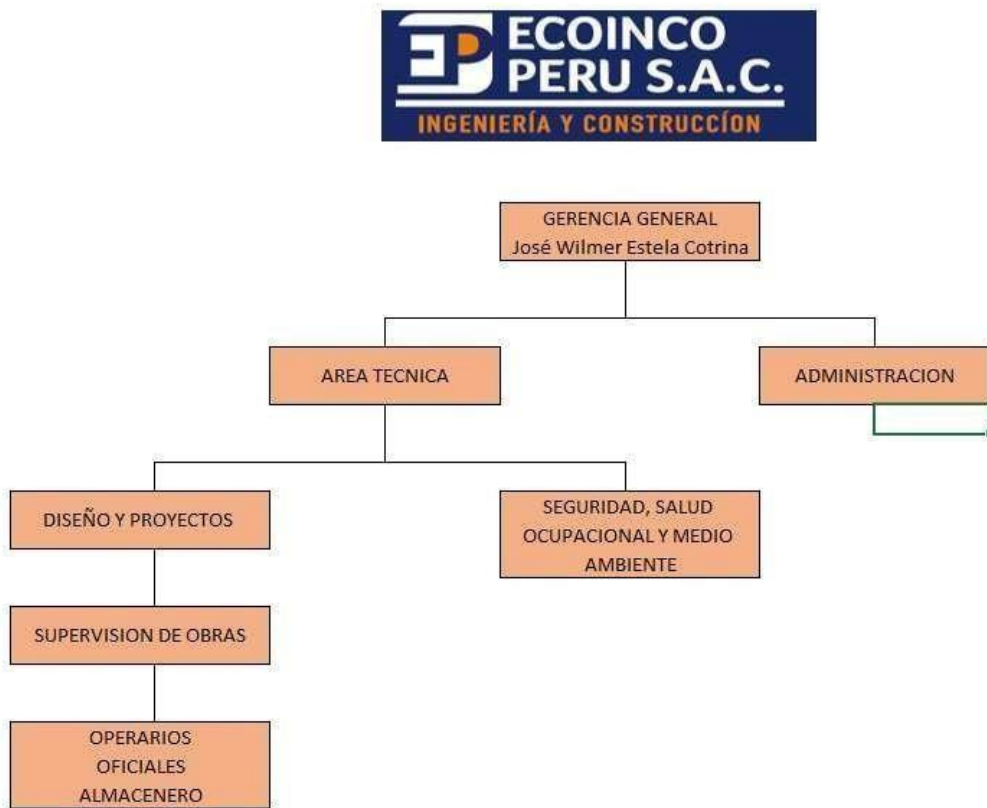 EP ECOINCO
PERU S.A.C.
INGENIERÍA Y CONSTRUCCÍON
GERENCIA GENERAL
José Wilmer Estela Cotrina
AREA TECNICA
ADMINISTRACION
DISEÑO Y PROYECTOS
SEGURIDAD, SALUD
OCUPACIONAL Y MEDIO
AMBIENTE
SUPERVISION DE OBRAS
OPERARIOS
OFICIALES
ALMACENERO